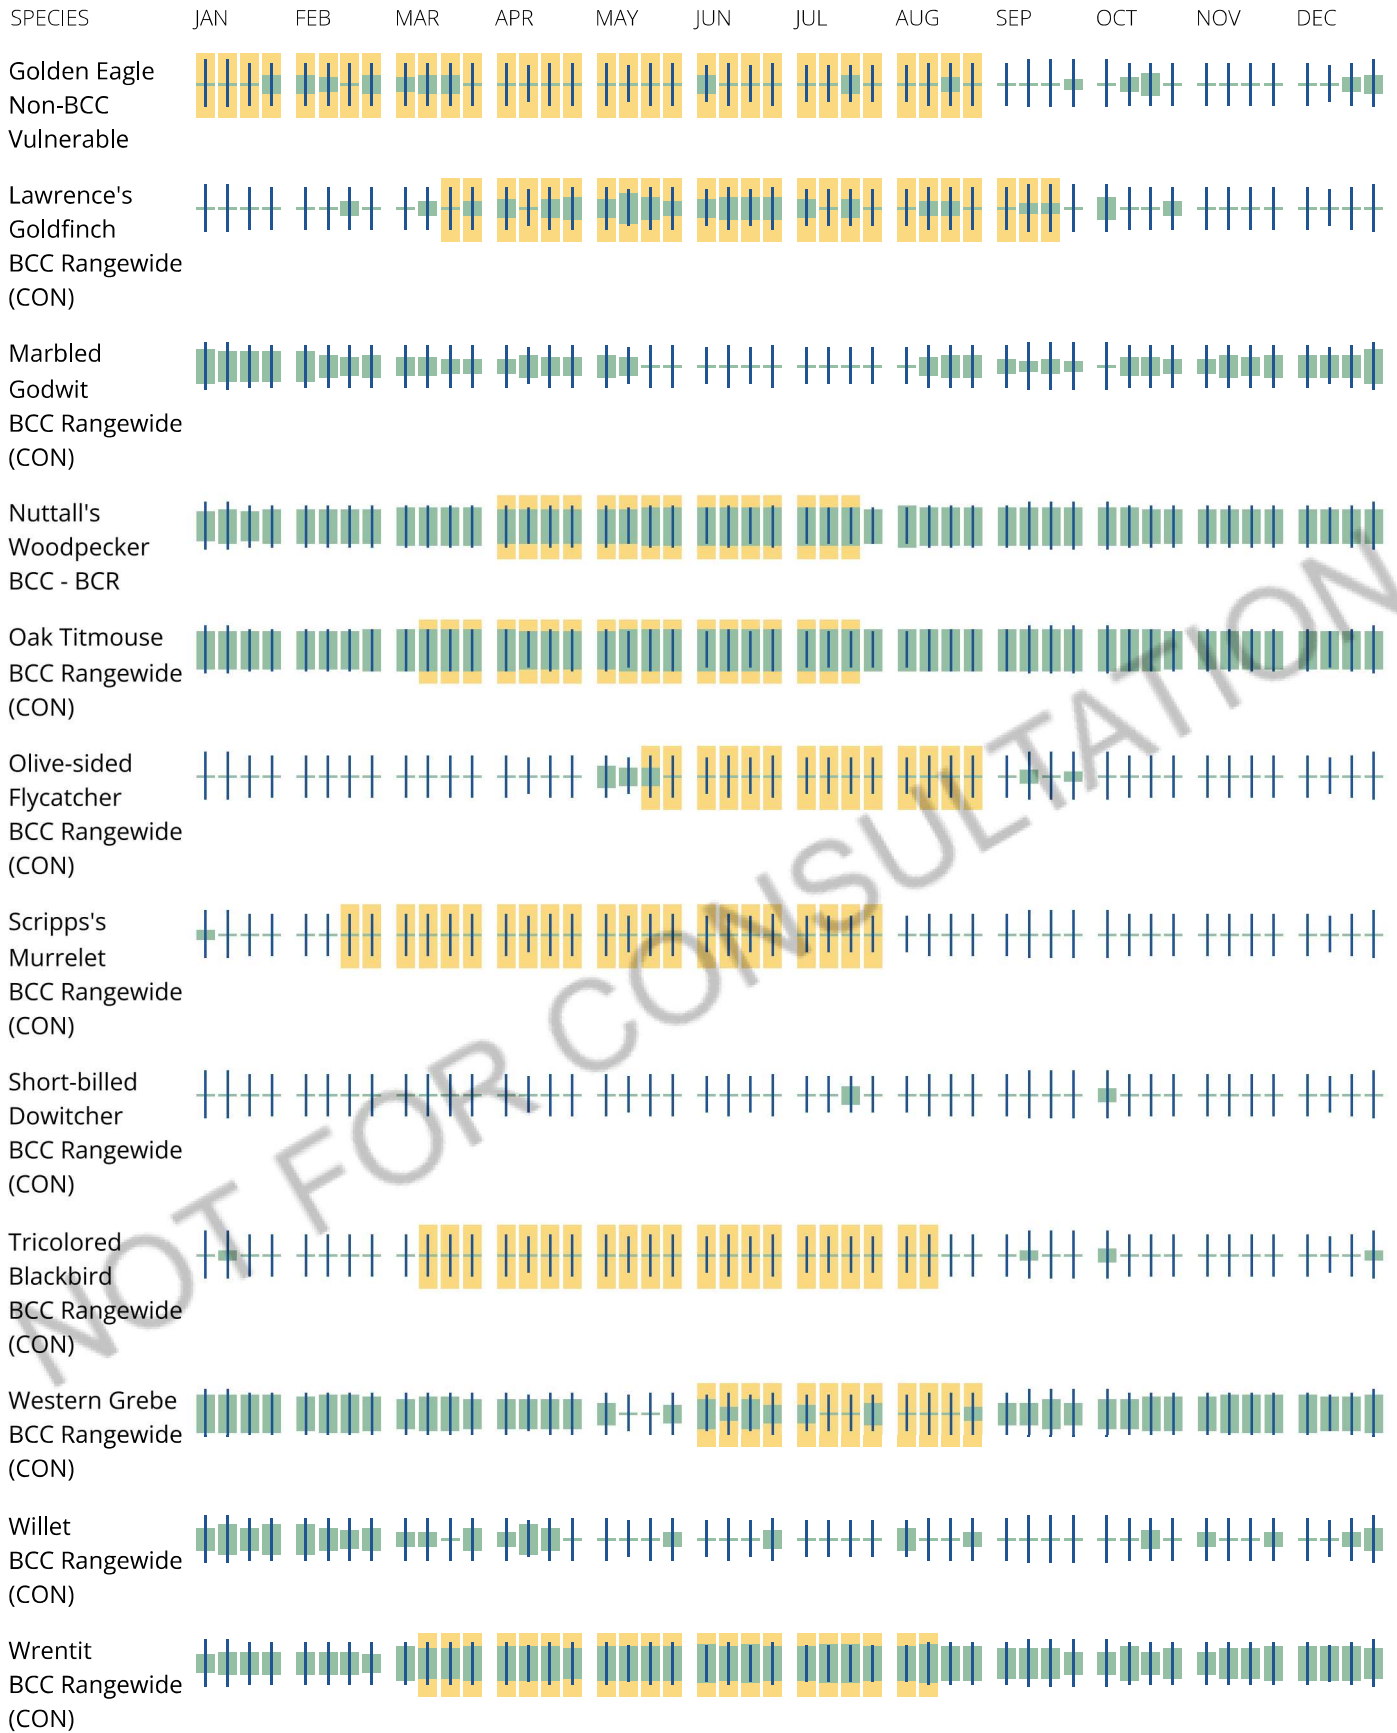 SPECIES JAN FEB MAR APR MAY JUN JUL AUG SEP OCT NOV DEC
Golden Eagle
Non-BCC
Vulnerable
Lawrence's
Goldfinch
BCC Rangewide
(CON)
Marbled
Godwit
BCC Rangewide
(CON)
Nuttall's
Woodpecker
BCC - BCR
Oak Titmouse
BCC Rangewide
(CON)
Olive-sided
Flycatcher
BCC Rangewide
(CON)
Scripps's
Murrelet
BCC Rangewide
(CON)
Short-billed
Dowitcher
BCC Rangewide
(CON)
Tricolored
Blackbird
BCC Rangewide
(CON)
Western Grebe
BCC Rangewide
(CON)
Willet
BCC Rangewide
(CON)
Wrentit
BCC Rangewide
(CON)
NOT FOR CONSULTATION